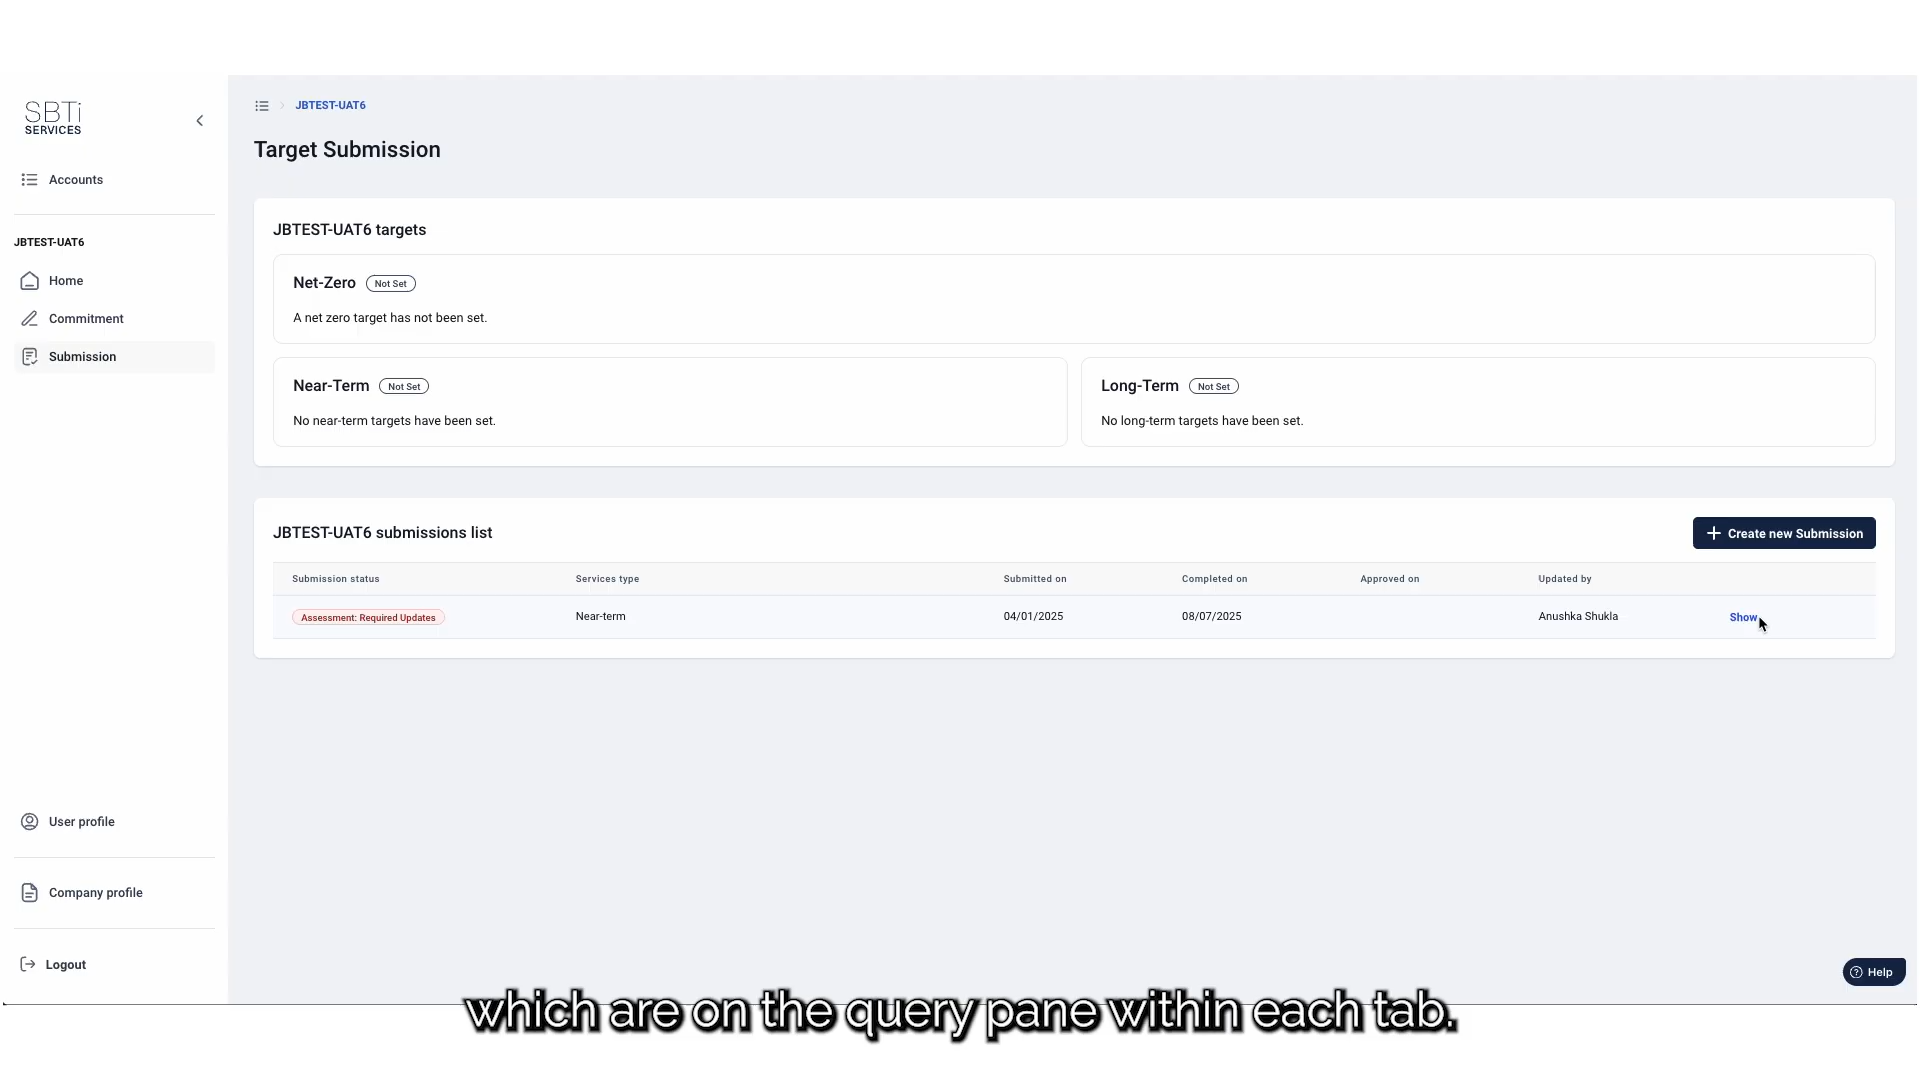 SBTi
SERVICES
Accounts
JBTEST-UAT6
Home
Commitment
Submission
User profile
Company profile
Logout
JBTEST-UAT6
Target Submission
JBTEST-UAT6 targets
Net-Zero Not Set
A net zero target has not been set.
Near-Term Not Set
No near-term targets have been set.
Long-Term Not Set
No long-term targets have been set.
JBTEST-UAT6 submissions list
+ Create new Submission
Submission status Services type Submitted on Completed on Approved on Updated by
Assessment: Required Updates Near-term 04/01/2025 08/07/2025 Anushka Shukla Show
? Help
which are on the query pane within each tab.